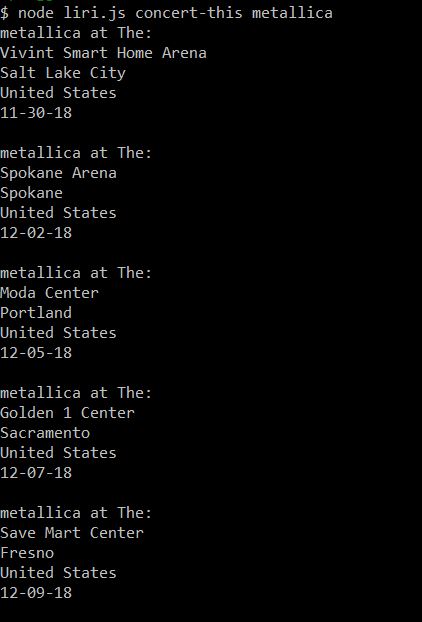 $ node liri.js concert-this metallica
metallica at The:
Vivint Smart Home Arena
Salt Lake City
United States
11-30-18
metallica at The:
Spokane Arena
Spokane
United States
12-02-18
metallica at The:
Moda Center
Portland
United States
12-05-18
metallica at The:
Golden 1 Center
Sacramento
United States
12-07-18
metallica at The:
Save Mart Center
Fresno
United States
12-09-18